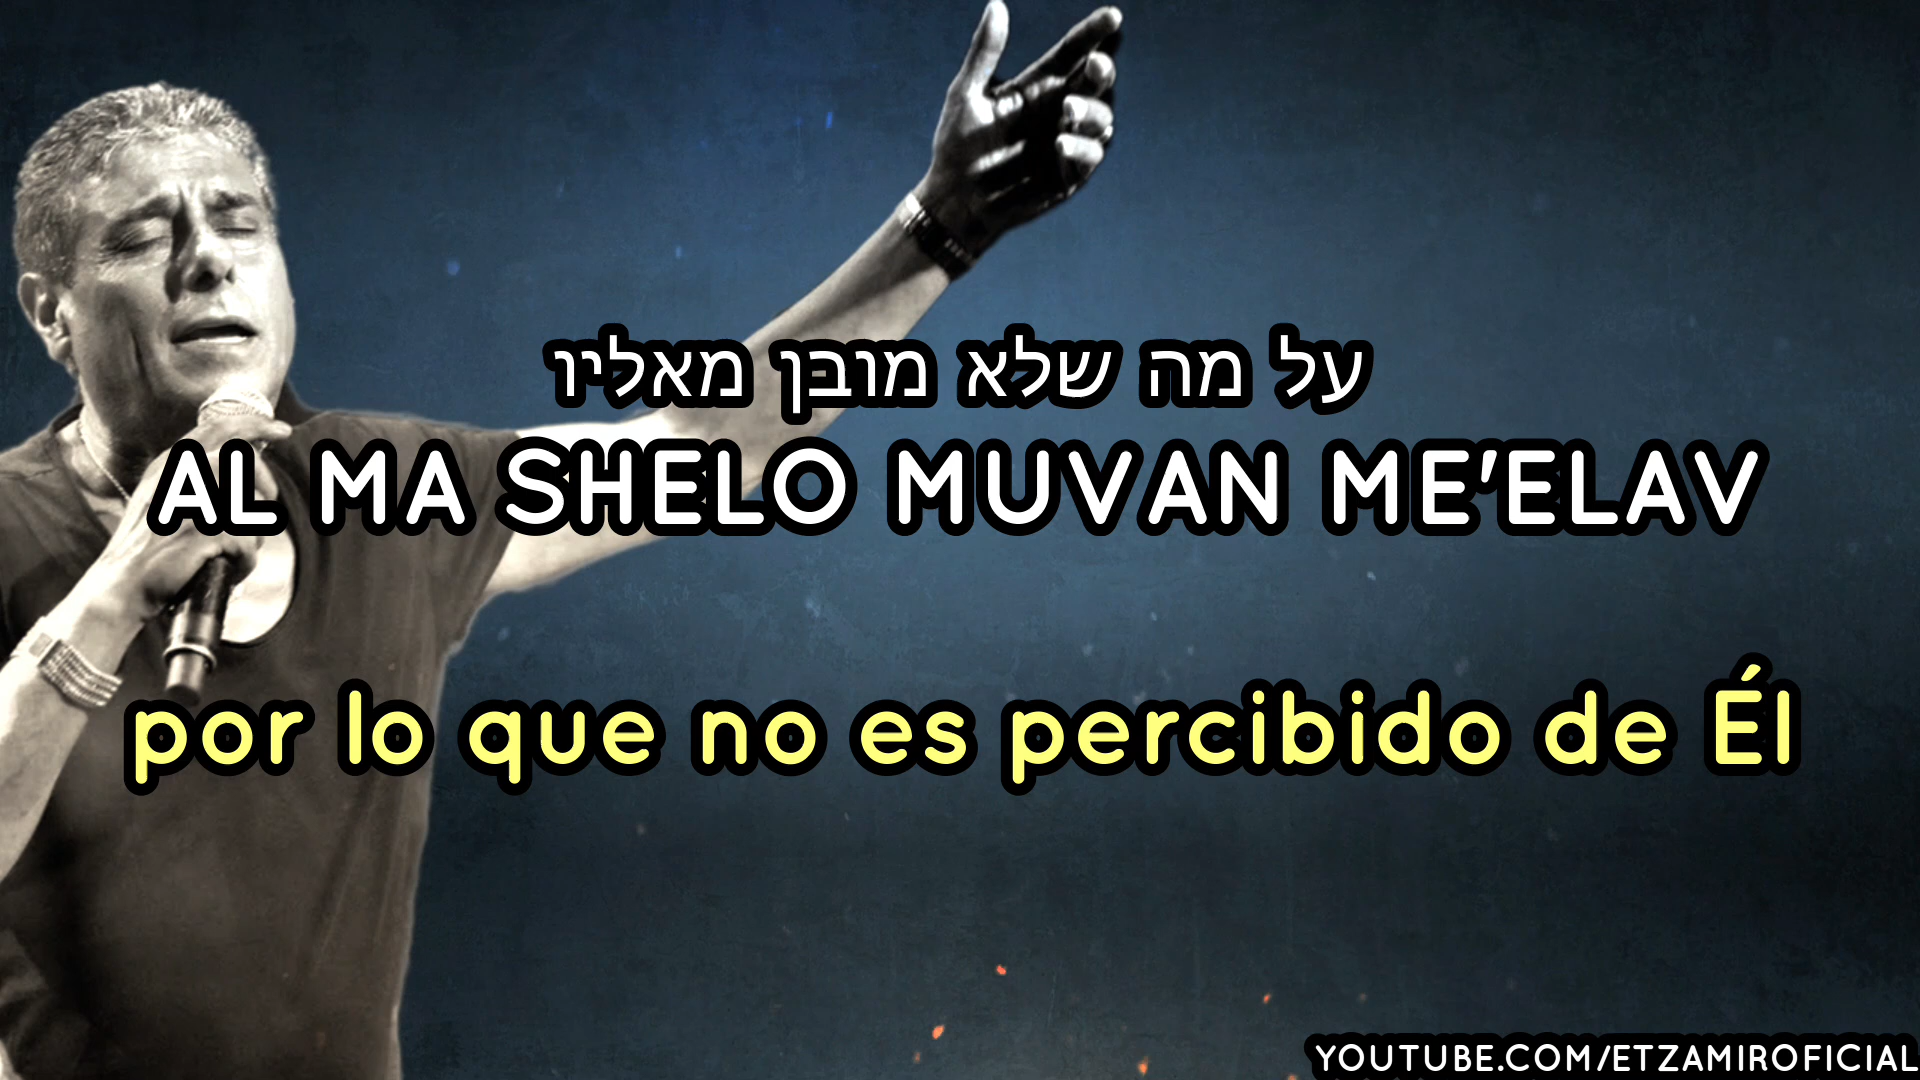 על מה שלא מובן מאליו
AL MA SHELO MUVAN ME'ELAV
por lo que no es percibido de Él
YOUTUBE.COM/ETZAMIROFICIAL